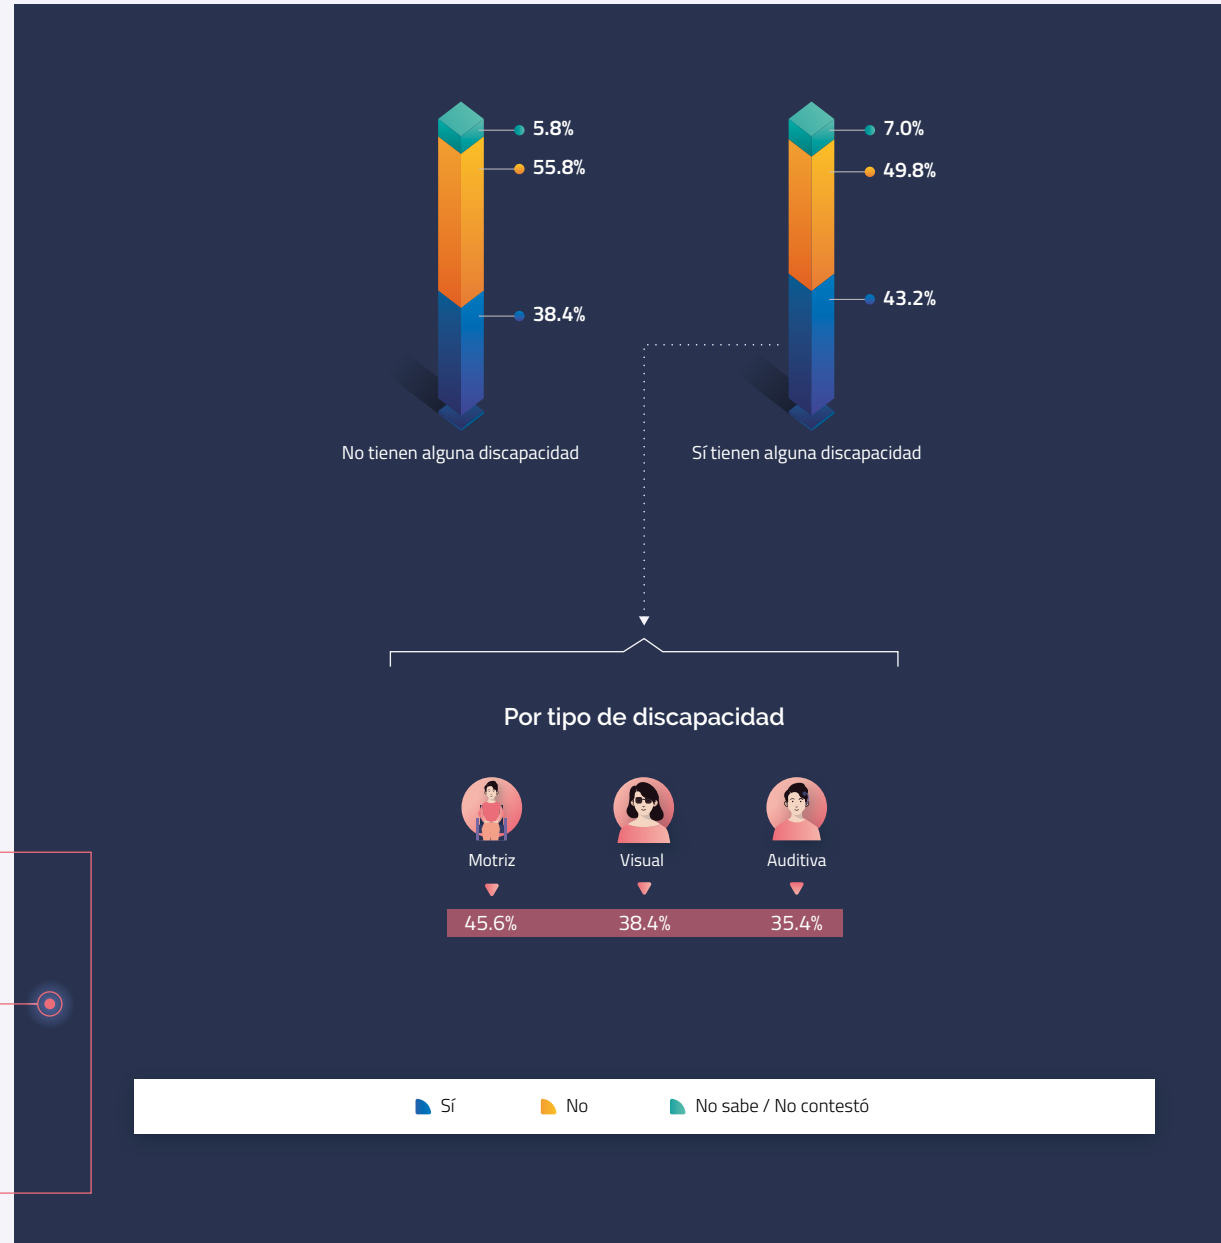 5.8%
55.8%
38.4%
No tienen alguna discapacidad
7.0%
49.8%
43.2%
Sí tienen alguna discapacidad
Por tipo de discapacidad
Motriz
Visual
Auditiva
45.6%
38.4%
35.4%
Sí
No
No sabe / No contestó